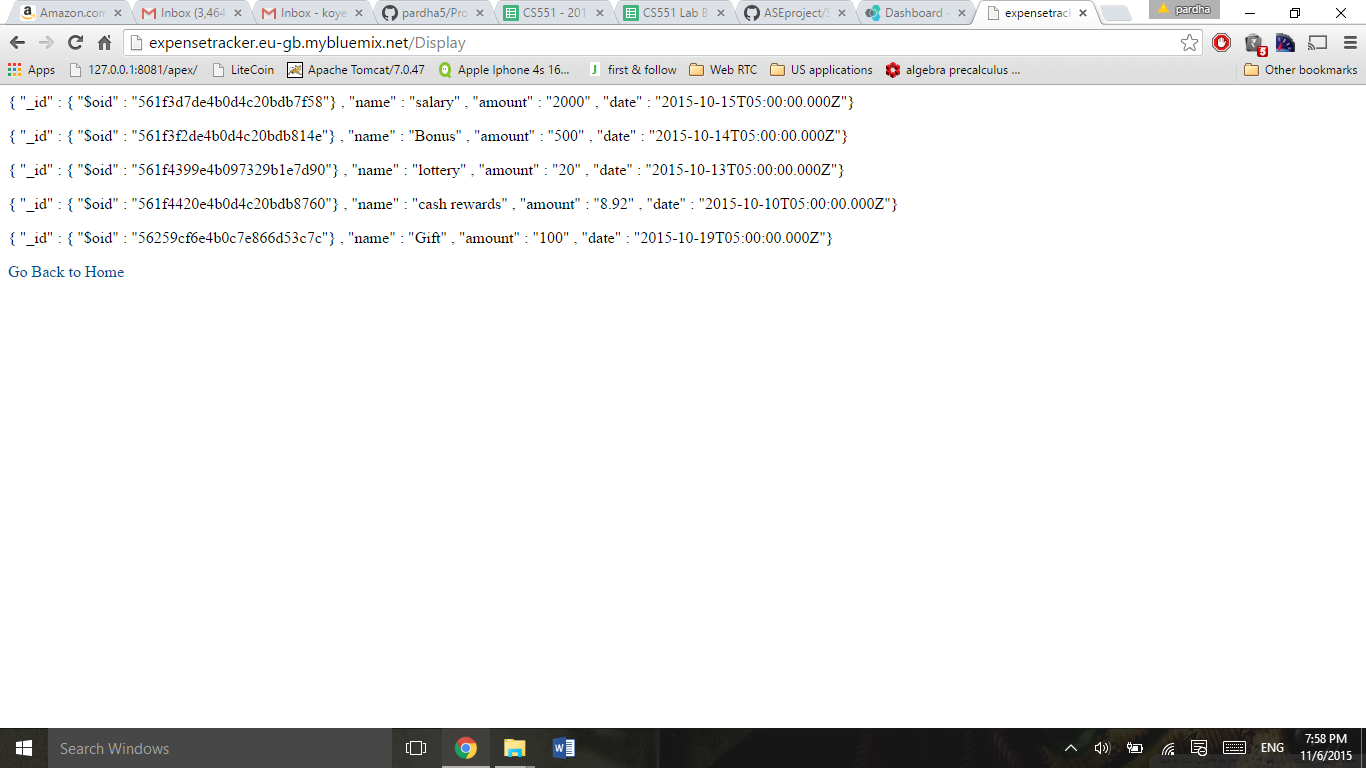 Amazon.com
Inbox (3,464
Inbox - koye
pardha5/Pro
CS551 - 201
CS551 Lab B
ASEproject/S
Dashboard -
expensetrack
pardha
expensetracker.eu-gb.mybluemix.net/Display
Apps
127.0.0.1:8081/apex/
LiteCoin
Apache Tomcat/7.0.47
Apple Iphone 4s 16...
first & follow
Web RTC
US applications
algebra precalculus ...
Other bookmarks
{ "_id" : { "$oid" : "561f3d7de4b0d4c20bdb7f58"} , "name" : "salary" , "amount" : "2000" , "date" : "2015-10-15T05:00:00.000Z"}
{ "_id" : { "$oid" : "561f3f2de4b0d4c20bdb814e"} , "name" : "Bonus" , "amount" : "500" , "date" : "2015-10-14T05:00:00.000Z"}
{ "_id" : { "$oid" : "561f4399e4b097329b1e7d90"} , "name" : "lottery" , "amount" : "20" , "date" : "2015-10-13T05:00:00.000Z"}
{ "_id" : { "$oid" : "561f4420e4b0d4c20bdb8760"} , "name" : "cash rewards" , "amount" : "8.92" , "date" : "2015-10-10T05:00:00.000Z"}
{ "_id" : { "$oid" : "56259cf6e4b0c7e866d53c7c"} , "name" : "Gift" , "amount" : "100" , "date" : "2015-10-19T05:00:00.000Z"}
Go Back to Home
Search Windows
ENG
7:58 PM
11/6/2015